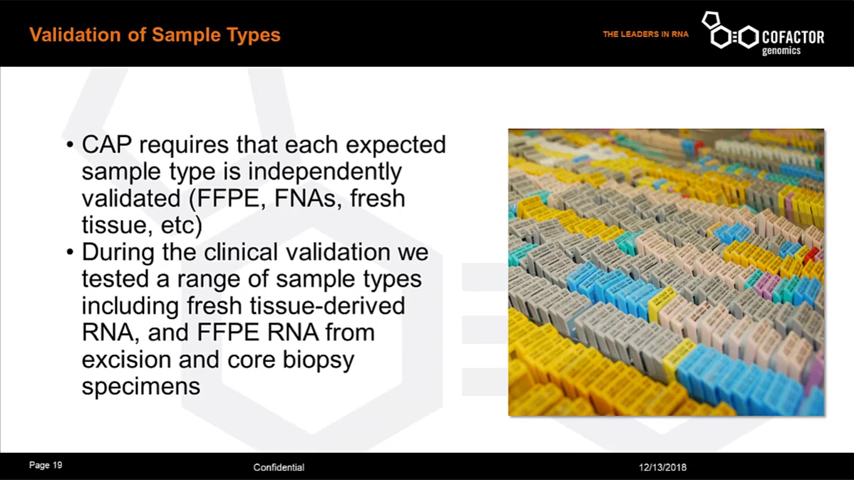 Validation of Sample Types
THE LEADERS IN RNA
COFACTOR
genomics
• CAP requires that each expected
sample type is independently
validated (FFPE, FNAs, fresh
tissue, etc)
• During the clinical validation we
tested a range of sample types
including fresh tissue-derived
RNA, and FFPE RNA from
excision and core biopsy
specimens
Page 19
Confidential
12/13/2018